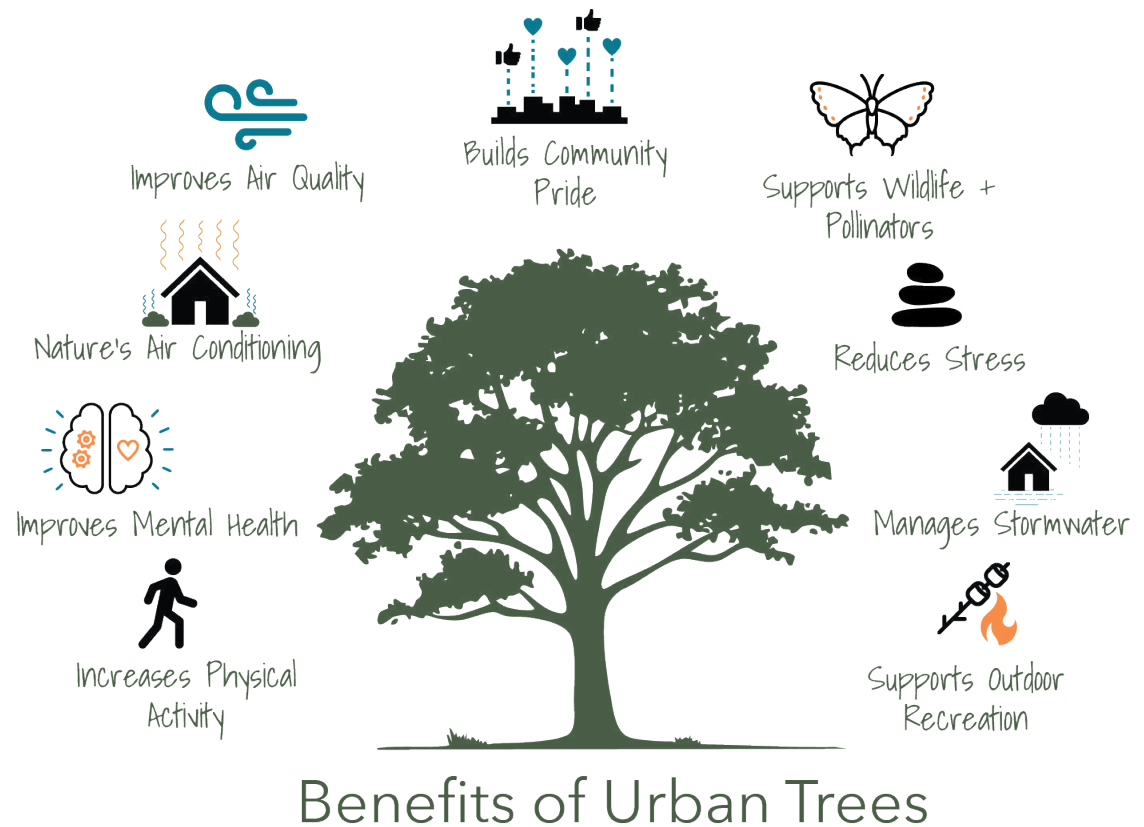 Builds Community
Pride
Improves Air Quality
Supports Wildlife +
Pollinators
Nature's Air Conditioning
Reduces Stress
Improves Mental Health
Manages Stormwater
Increases Physical
Activity
Supports Outdoor
Recreation
Benefits of Urban Trees